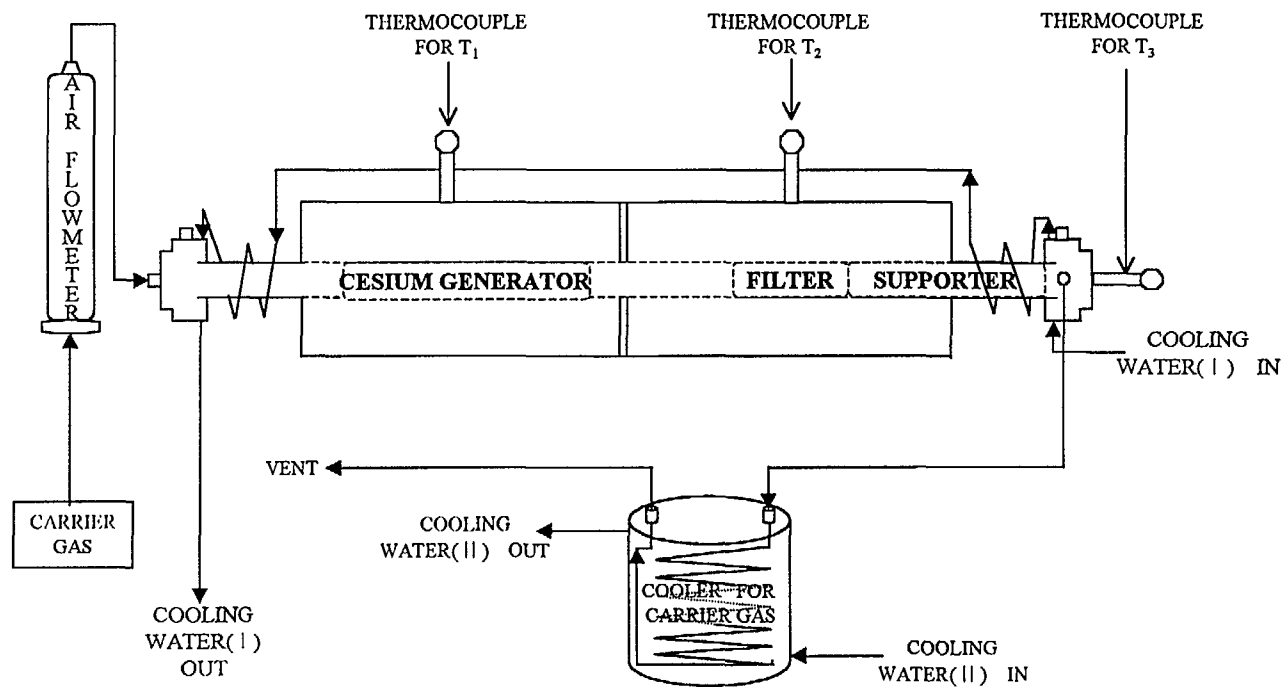 THERMOCOUPLE
FOR T₁
THERMOCOUPLE
FOR T₂
THERMOCOUPLE
FOR T₃
AIR FLOWMETER
CESIUM GENERATOR
FILTER
SUPPORTER
COOLING
WATER(Ⅰ) IN
VENT
CARRIER
GAS
COOLING
WATER(Ⅱ) OUT
COOLER FOR
CARRIER GAS
COOLING
WATER(Ⅰ)
OUT
COOLING
WATER(Ⅱ) IN